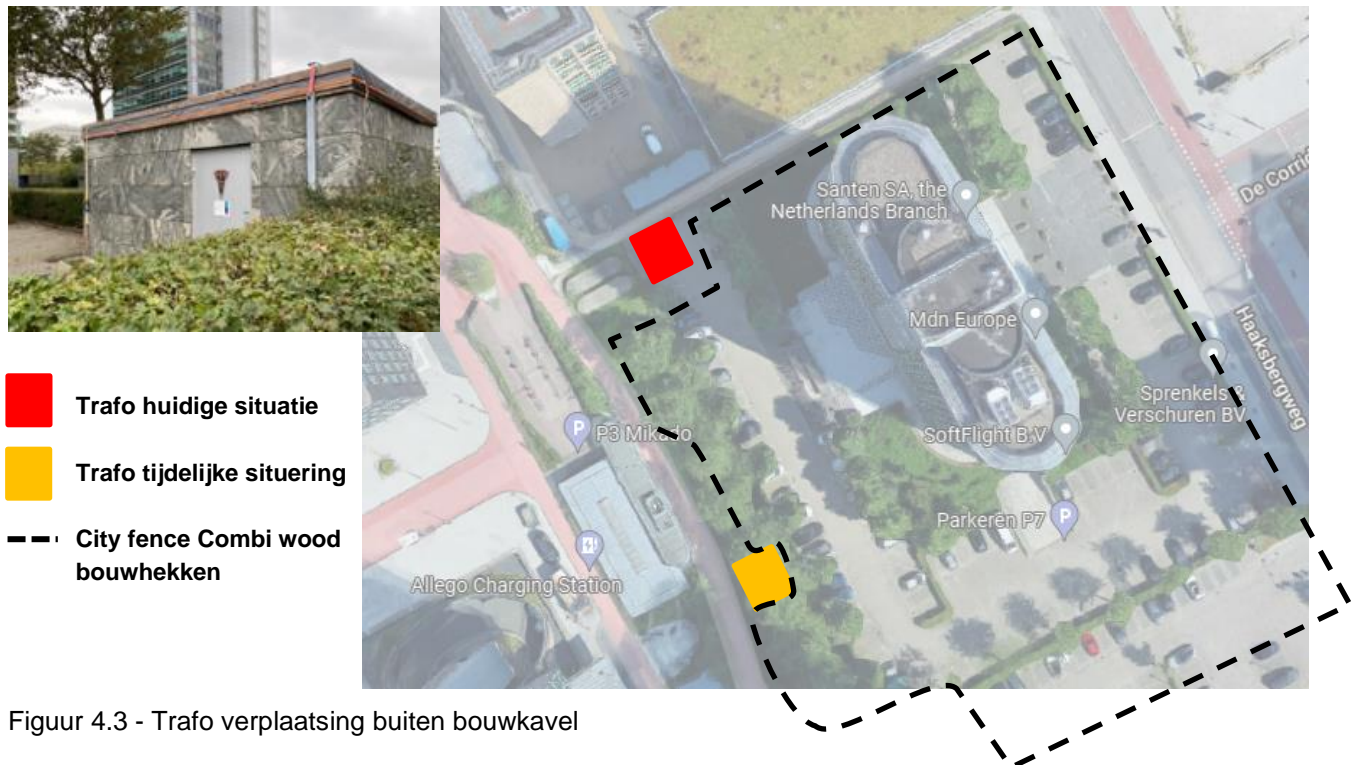 Santen SA, the
Netherlands Branch
De Corrid
Mdn Europe
Haaksbergweg
Sprenkels &
Verschuren BV
Trafo huidige situatie
P P3 Mikado
SoftFlight B.V
Trafo tijdelijke situering
Parkeren P7 P
City fence Combi wood
bouwhekken
Allego Charging Station
Figuur 4.3 - Trafo verplaatsing buiten bouwkavel